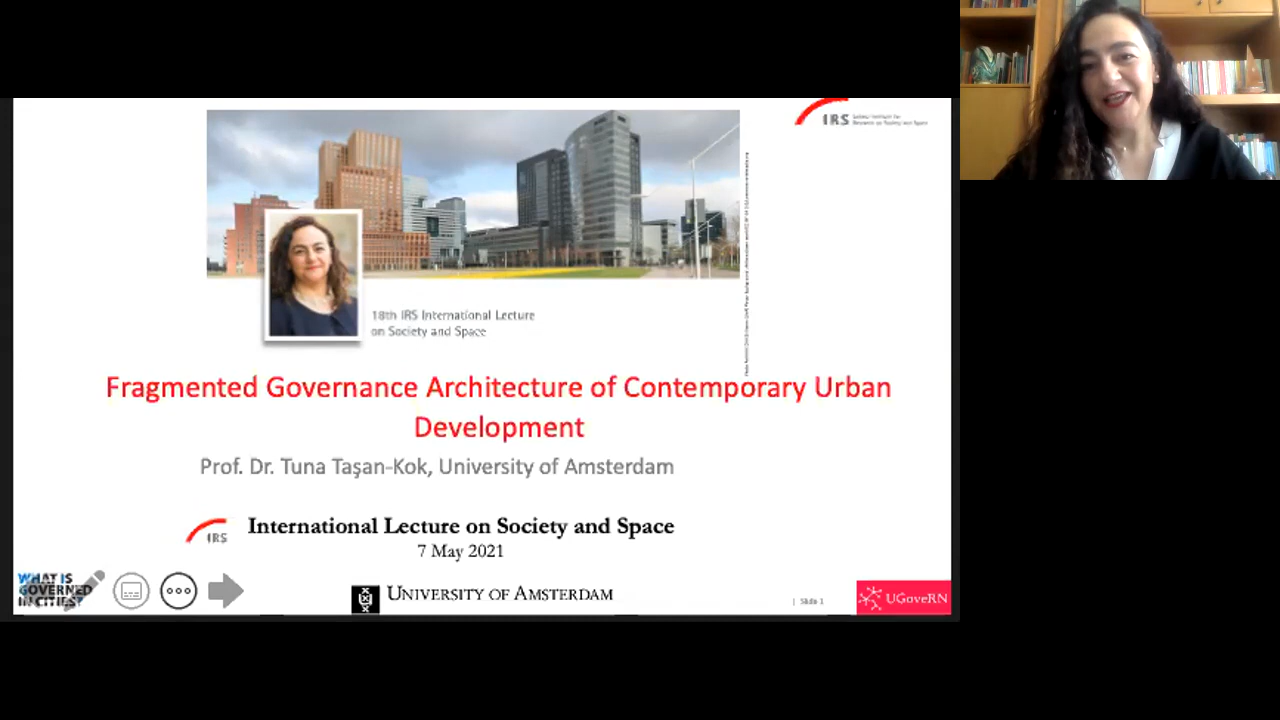 IRS
18th IRS International Lecture
on Society and Space
Fragmented Governance Architecture of Contemporary Urban
Development
Prof. Dr. Tuna Taşan-Kok, University of Amsterdam
IRS
International Lecture on Society and Space
7 May 2021
WHAT IS
GOVERNED
IN CITIES?
UNIVERSITY OF AMSTERDAM
| Slide 1
UGoveRN